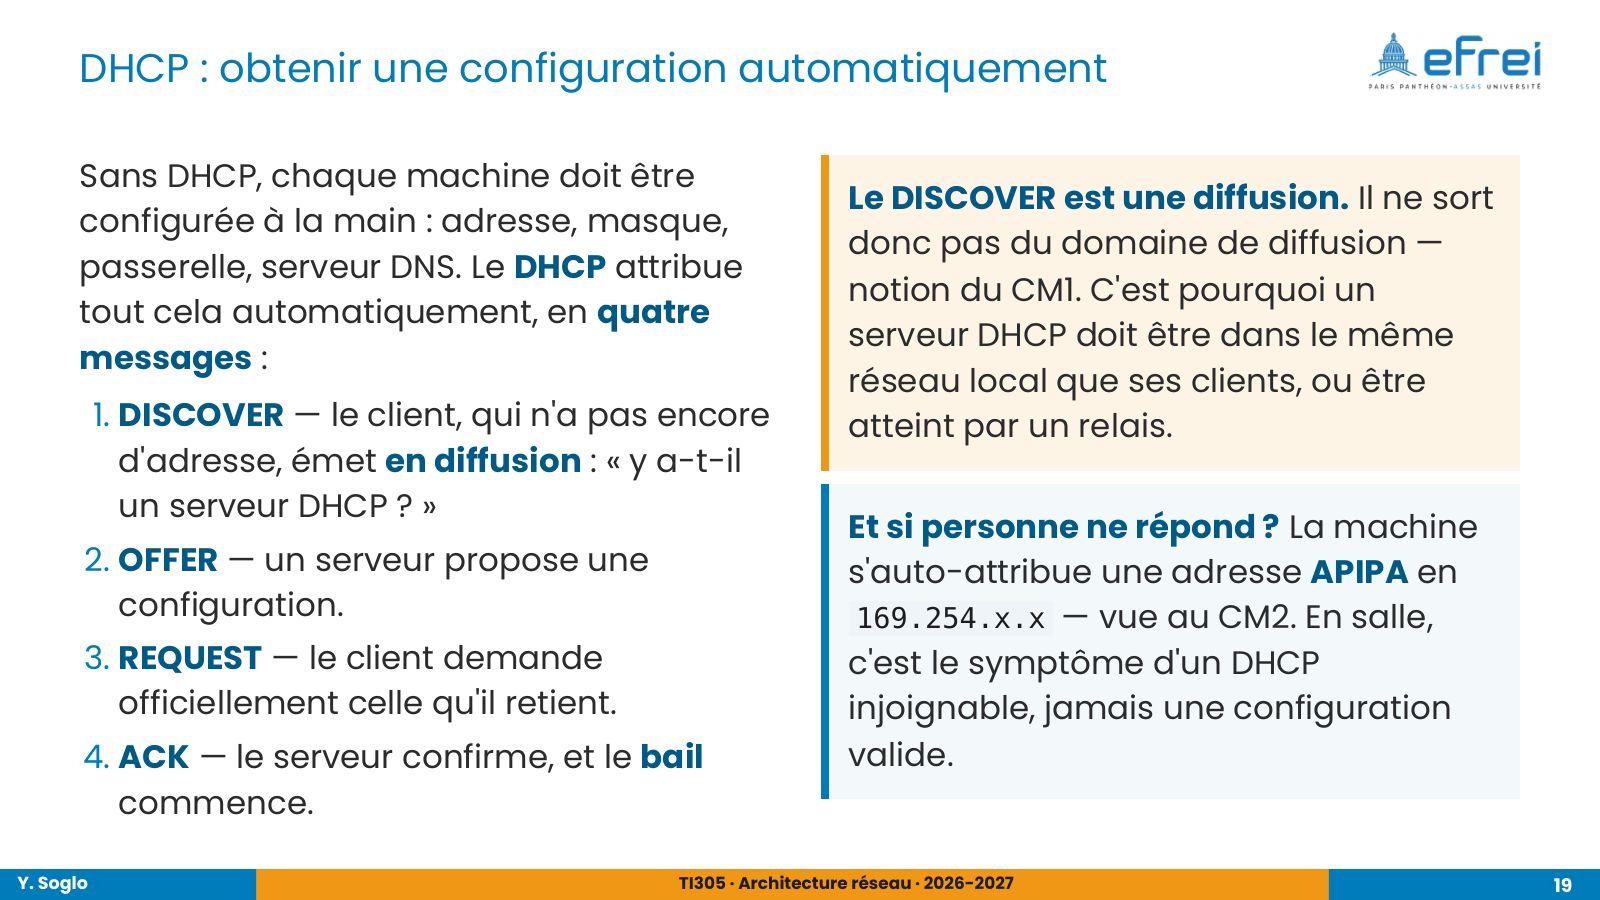 DHCP : obtenir une configuration automatiquement
efrei
PARIS PANTHÉON-ASSAS UNIVERSITÉ
Sans DHCP, chaque machine doit être
configurée à la main : adresse, masque,
passerelle, serveur DNS. Le DHCP attribue
tout cela automatiquement, en quatre
messages :
1. DISCOVER — le client, qui n'a pas encore
d'adresse, émet en diffusion : « y a-t-il
un serveur DHCP ? »
2. OFFER — un serveur propose une
configuration.
3. REQUEST — le client demande
officiellement celle qu'il retient.
4. ACK — le serveur confirme, et le bail
commence.
Le DISCOVER est une diffusion. Il ne sort
donc pas du domaine de diffusion —
notion du CM1. C'est pourquoi un
serveur DHCP doit être dans le même
réseau local que ses clients, ou être
atteint par un relais.
Et si personne ne répond ? La machine
s'auto-attribue une adresse APIPA en
169.254.x.x — vue au CM2. En salle,
c'est le symptôme d'un DHCP
injoignable, jamais une configuration
valide.
Y. Soglo
TI305 · Architecture réseau · 2026-2027
19